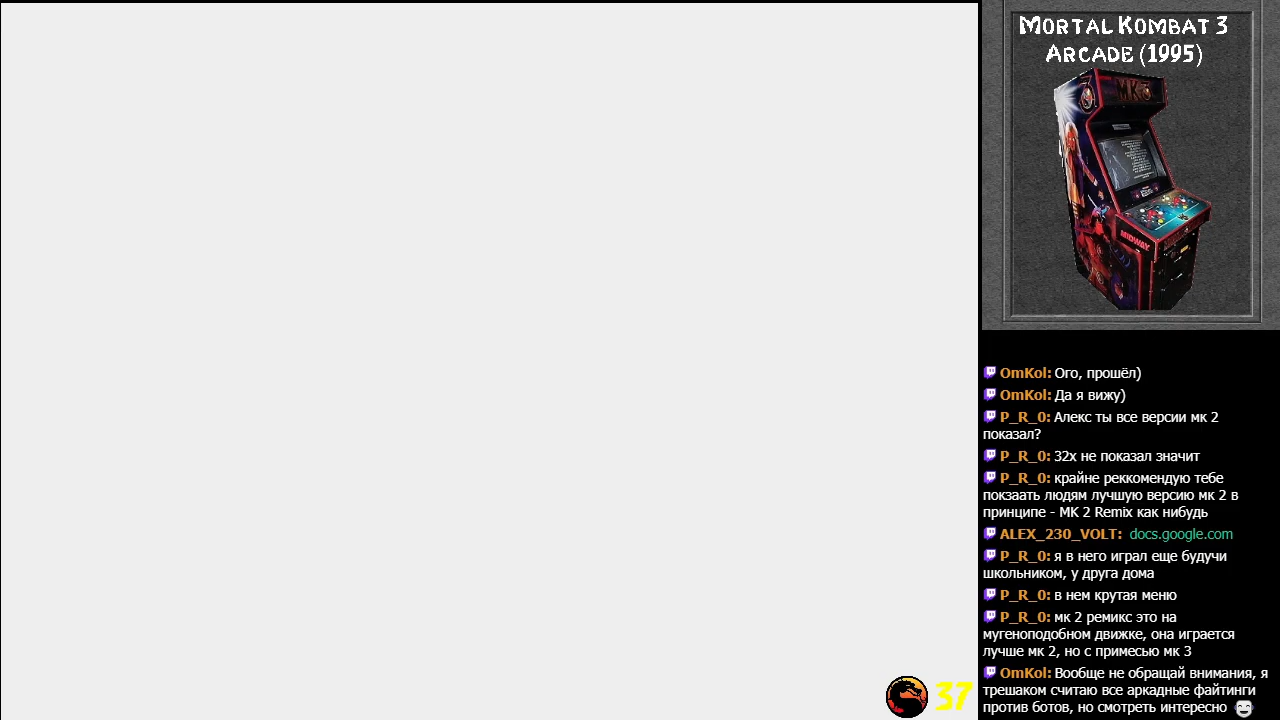 MORTAL KOMBAT 3
ARCADE (1995)
MK3
MIDWAY
OmKol: Ого, прошёл)
OmKol: Да я вижу)
P_R_0: Алекс ты все версии мк 2
показал?
P_R_0: 32x не показал значит
P_R_0: крайне реккомендую тебе
покзаать людям лучшую версию мк 2 в
принципе - MK 2 Remix как нибудь
ALEX_230_VOLT: docs.google.com
P_R_0: я в него играл еще будучи
школьником, у друга дома
P_R_0: в нем крутая меню
P_R_0: мк 2 ремикс это на
мугеноподобном движке, она играется
лучше мк 2, но с примесью мк 3
OmKol: Вообще не обращай внимания, я
трешаком считаю все аркадные файтинги
против ботов, но смотреть интересно
37